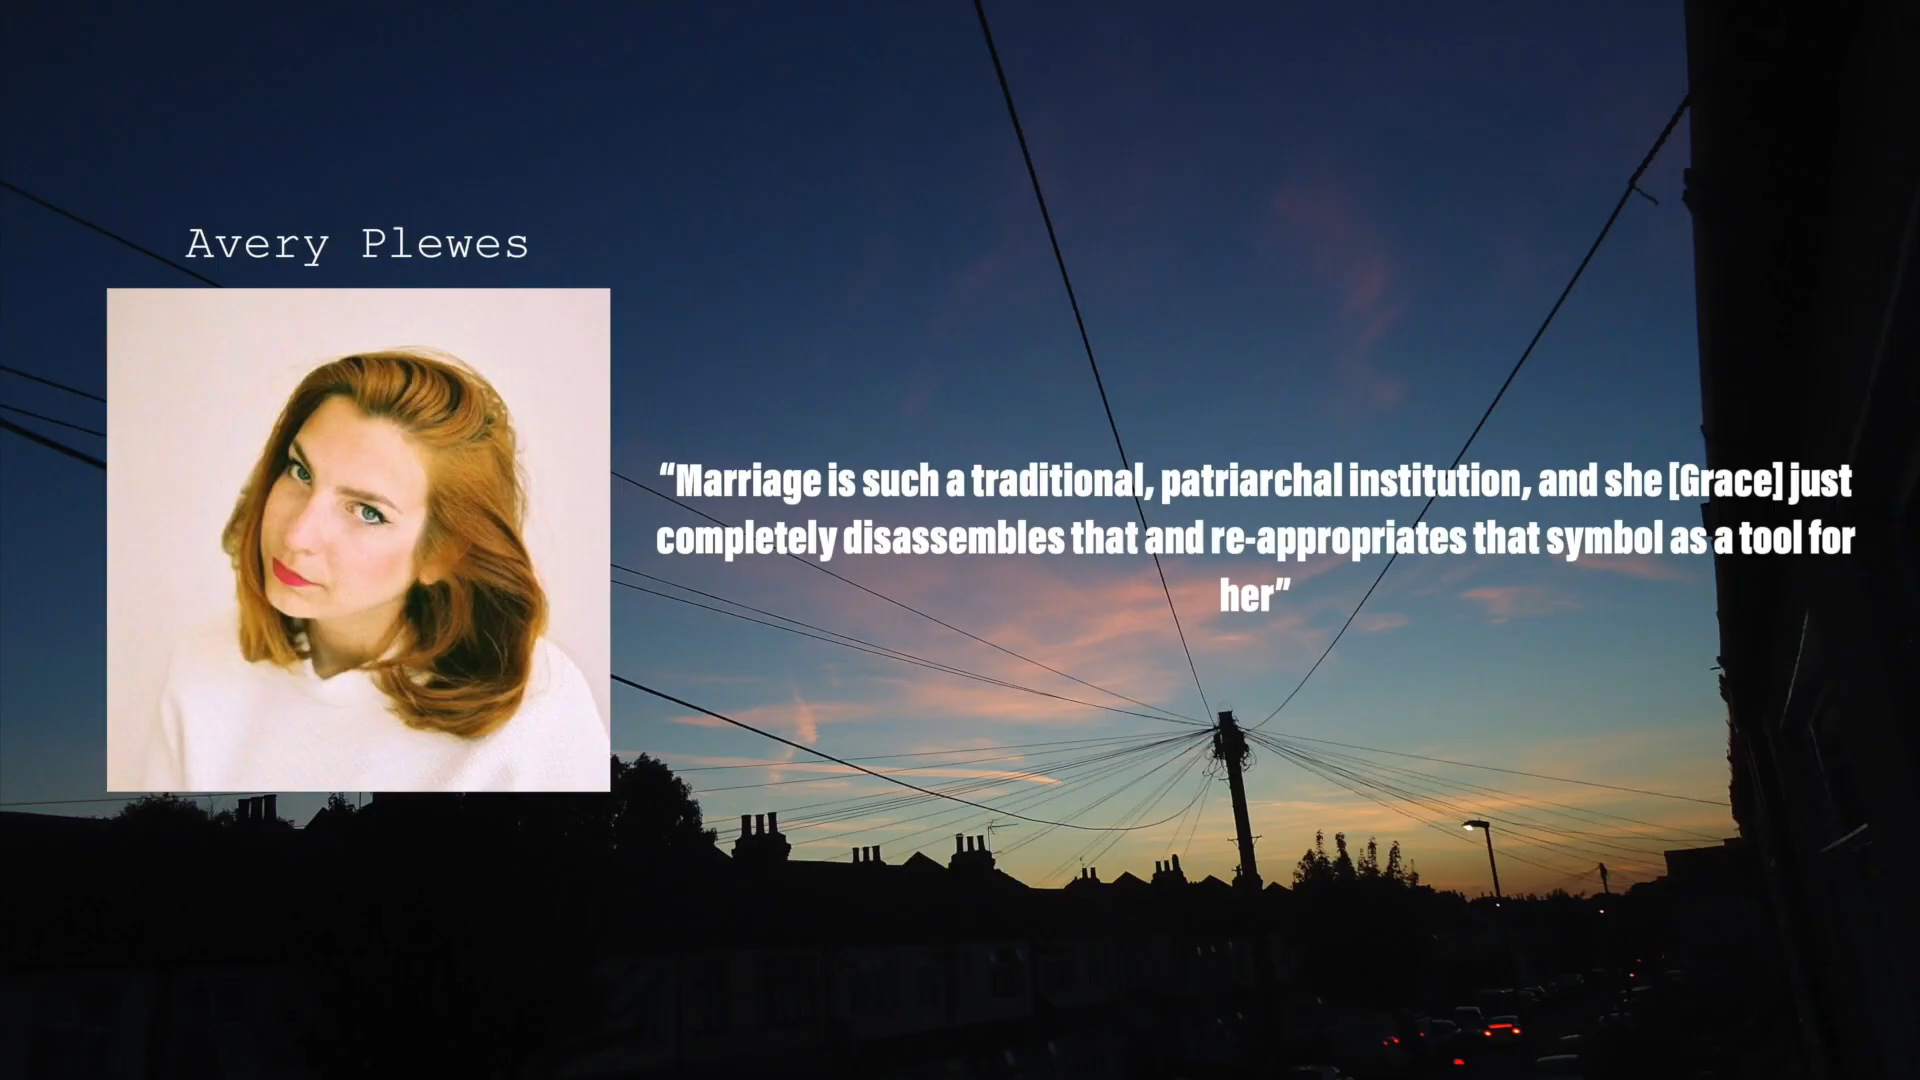 Avery Plewes
“Marriage is such a traditional, patriarchal institution, and she [Grace] just
completely disassembles that and re-appropriates that symbol as a tool for
her”